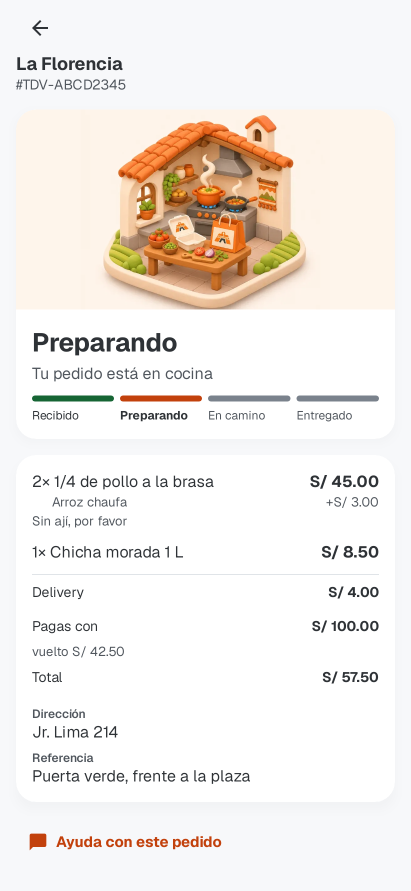 La Florencia
#TDV-ABCD2345
Preparando
Tu pedido está en cocina
Recibido Preparando En camino Entregado
2× 1/4 de pollo a la brasa S/ 45.00
Arroz chaufa +S/ 3.00
Sin ají, por favor
1× Chicha morada 1 L S/ 8.50
Delivery S/ 4.00
Pagas con S/ 100.00
vuelto S/ 42.50
Total S/ 57.50
Dirección
Jr. Lima 214
Referencia
Puerta verde, frente a la plaza
Ayuda con este pedido